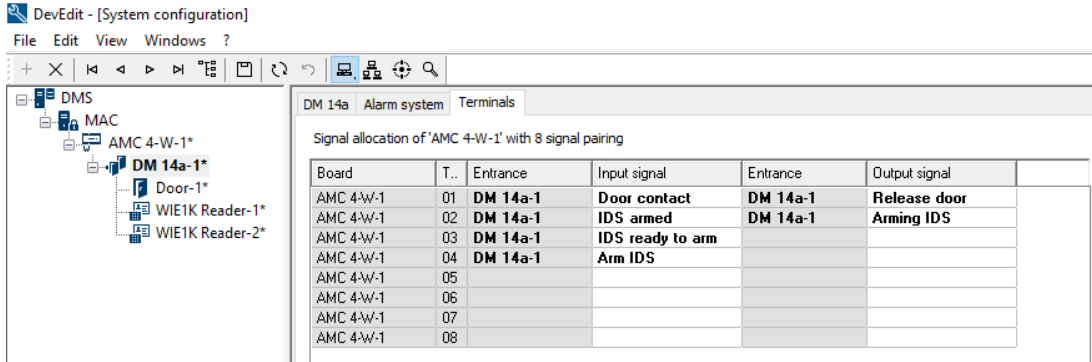 DevEdit - [System configuration]
File Edit View Windows ?
DMS
MAC
AMC 4-W-1*
DM 14a-1*
Door-1*
WIE1K Reader-1*
WIE1K Reader-2*
DM 14a Alarm system Terminals
Signal allocation of 'AMC 4-W-1' with 8 signal pairing
Board T.. Entrance Input signal Entrance Output signal
AMC 4-W-1 01 DM 14a-1 Door contact DM 14a-1 Release door
AMC 4-W-1 02 DM 14a-1 IDS armed DM 14a-1 Arming IDS
AMC 4-W-1 03 DM 14a-1 IDS ready to arm
AMC 4-W-1 04 DM 14a-1 Arm IDS
AMC 4-W-1 05
AMC 4-W-1 06
AMC 4-W-1 07
AMC 4-W-1 08